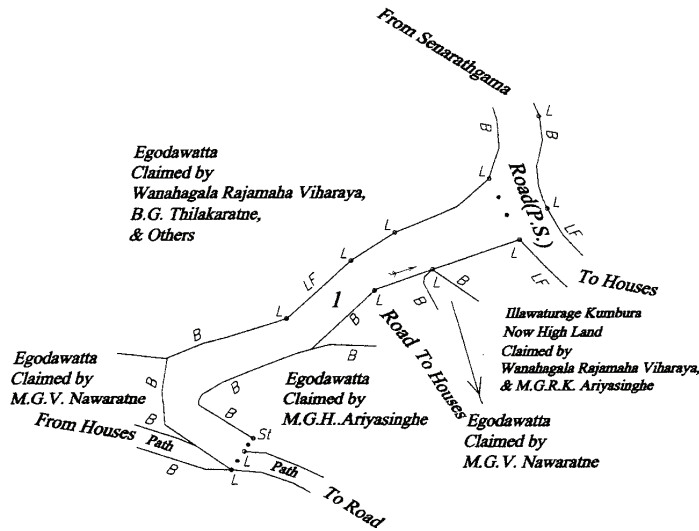 From Senarathgama
L
B
B
Egodawatta
Claimed by
Wanahagala Rajamaha Viharaya,
B.G. Thilakaratne,
& Others
L
Road(P.S.)
L
L
LF
L
L
LF
To Houses
LF
L
1
L
B
B
L
B
Road To Houses
Illawaturage Kumbura
Now High Land
Claimed by
Wanahagala Rajamaha Viharaya,
& M.G.R.K. Ariyasinghe
B
B
Egodawatta
Claimed by
M.G.V. Nawaratne
B
B
Egodawatta
Claimed by
M.G.H..Ariyasinghe
Egodawatta
Claimed by
M.G.V. Nawaratne
B
B
St
From Houses
Path
B
L
L
Path
To Road